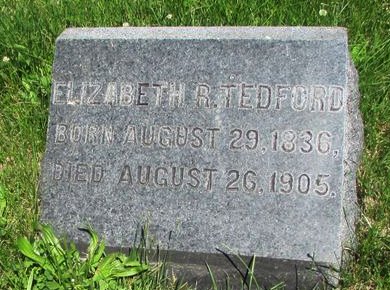 ELIZABETH R. TEDFORD
BORN AUGUST 29, 1836,
DIED AUGUST 26, 1905.